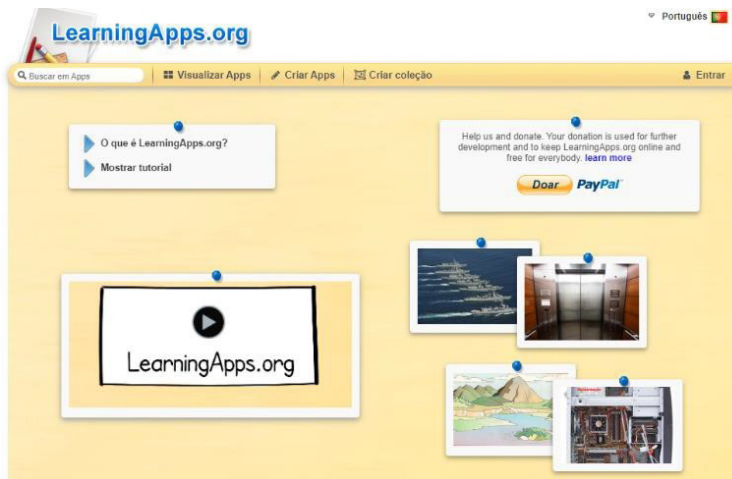 LearningApps.org
Português
Buscar em Apps
Visualizar Apps
Criar Apps
Criar coleção
Entrar
O que é LearningApps.org?
Mostrar tutorial
Help us and donate. Your donation is used for further
development and to keep LearningApps.org online and
free for everybody. learn more
Doar PayPal
LearningApps.org